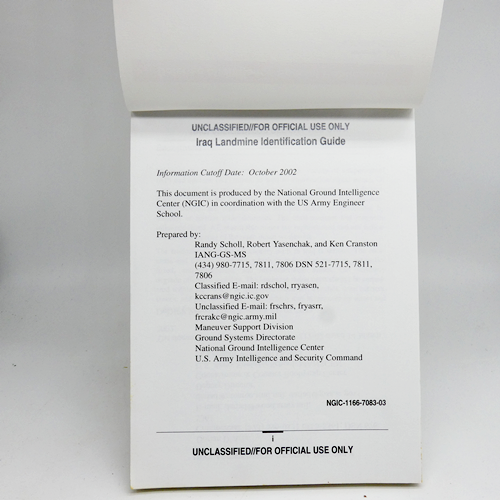 UNCLASSIFIED//FOR OFFICIAL USE ONLY
Iraq Landmine Identification Guide
Information Cutoff Date: October 2002
This document is produced by the National Ground Intelligence
Center (NGIC) in coordination with the US Army Engineer
School.
Prepared by:
Randy Scholl, Robert Yasenchak, and Ken Cranston
IANG-GS-MS
(434) 980-7715, 7811, 7806 DSN 521-7715, 7811,
7806
Classified E-mail: rdschol, rryasen,
kccrans@ngic.ic.gov
Unclassified E-mail: frschrs, fryasrr,
frcrakc@ngic.army.mil
Maneuver Support Division
Ground Systems Directorate
National Ground Intelligence Center
U.S. Army Intelligence and Security Command
NGIC-1166-7083-03
i
UNCLASSIFIED//FOR OFFICIAL USE ONLY